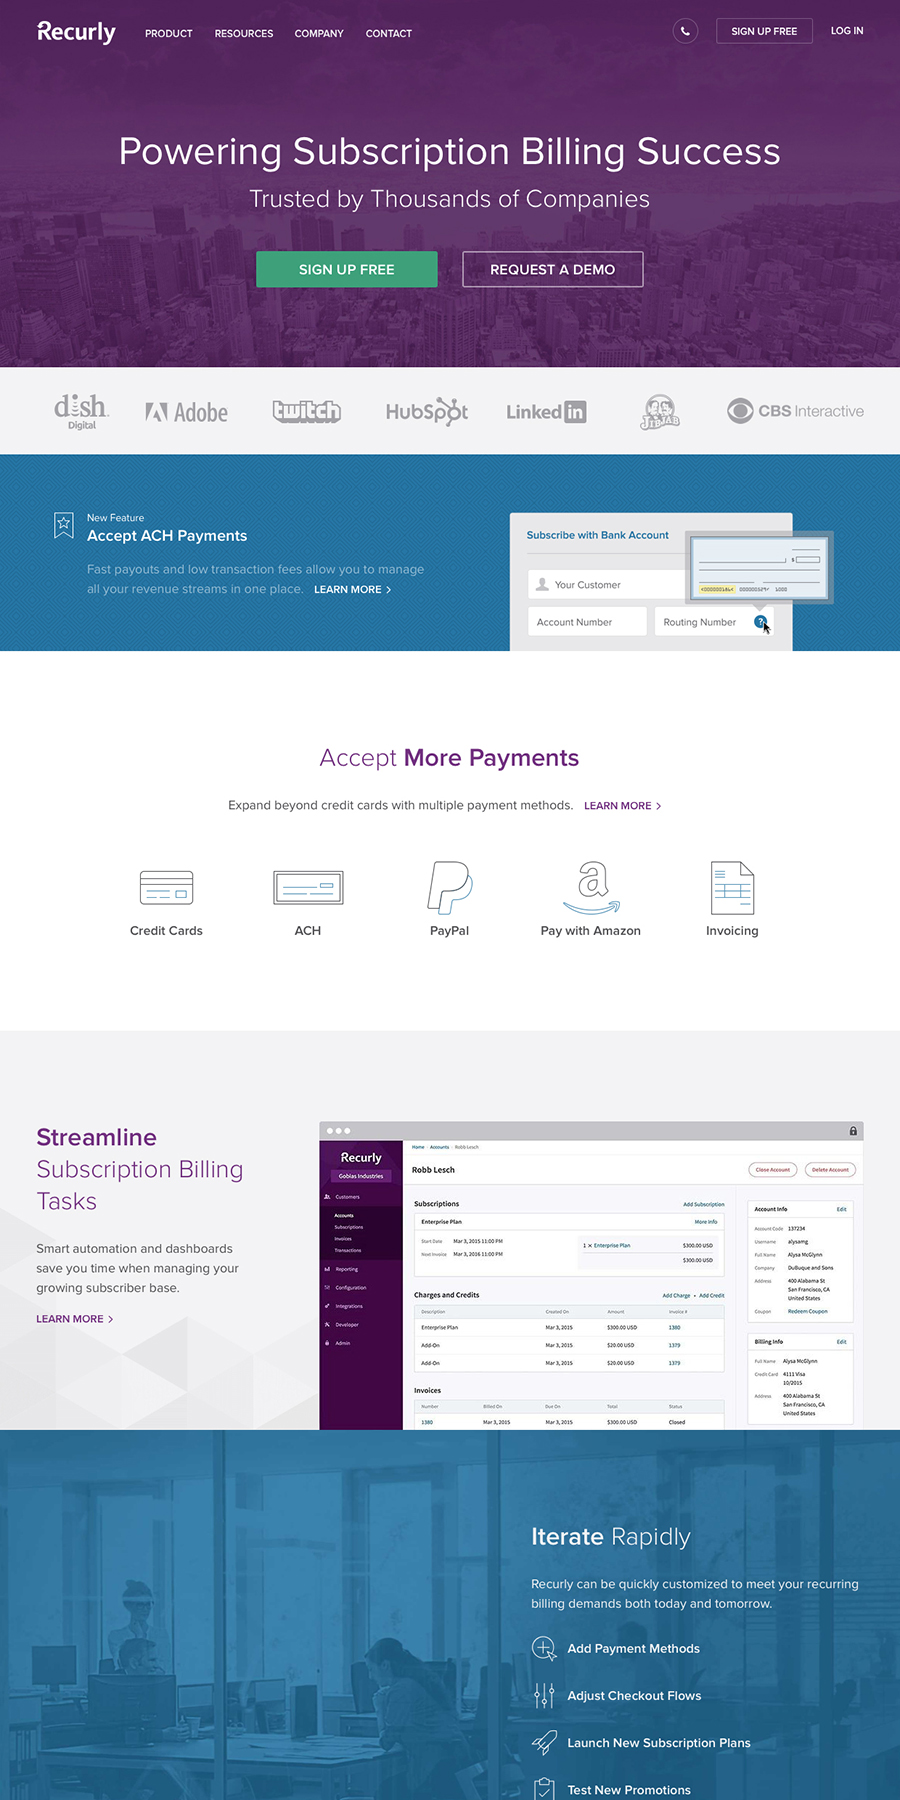 Recurly PRODUCT RESOURCES COMPANY CONTACT SIGN UP FREE LOG IN
Powering Subscription Billing Success
Trusted by Thousands of Companies
SIGN UP FREE REQUEST A DEMO
dish Digital Adobe twitch HubSpot Linked in JIBJAB CBS Interactive
New Feature
Accept ACH Payments
Fast payouts and low transaction fees allow you to manage
all your revenue streams in one place. LEARN MORE >
Subscribe with Bank Account
Your Customer
Account Number
Routing Number ?
Accept More Payments
Expand beyond credit cards with multiple payment methods. LEARN MORE >
Credit Cards ACH PayPal Pay with Amazon Invoicing
Streamline
Subscription Billing
Tasks
Smart automation and dashboards
save you time when managing your
growing subscriber base.
LEARN MORE >
Recurly
Gobias Industries
Customers
Accounts
Subscriptions
Invoices
Transactions
Reporting
Configuration
Integrations
Developer
Admin
Home Accounts Robb Lesch
Robb Lesch Close Account Delete Account
Subscriptions Add Subscription
Enterprise Plan More Info
Start Date Mar 3, 2015 11:00 PM
Next Invoice Mar 3, 2016 11:00 PM
1 × Enterprise Plan $300.00 USD
$300.00 USD
Charges and Credits Add Charge • Add Credit
Description Created On Amount Invoice #
Enterprise Plan Mar 3, 2015 $300.00 USD 1380
Add-On Mar 3, 2015 $20.00 USD 1379
Add-On Mar 3, 2015 $20.00 USD 1379
Invoices
Number Billed On Due On Total Status
1380 Mar 3, 2015 Mar 3, 2015 $300.00 USD Closed
Account Info Edit
Account Code 137234
Username alysamg
Full Name Alysa McGlynn
Company DuBuque and Sons
Address 400 Alabama St
San Francisco, CA
United States
Coupon Redeem Coupon
Billing Info Edit
Full Name Alysa McGlynn
Credit Card 4111 Visa
10/2015
Address 400 Alabama St
San Francisco, CA
United States
Iterate Rapidly
Recurly can be quickly customized to meet your recurring
billing demands both today and tomorrow.
Add Payment Methods
Adjust Checkout Flows
Launch New Subscription Plans
Test New Promotions